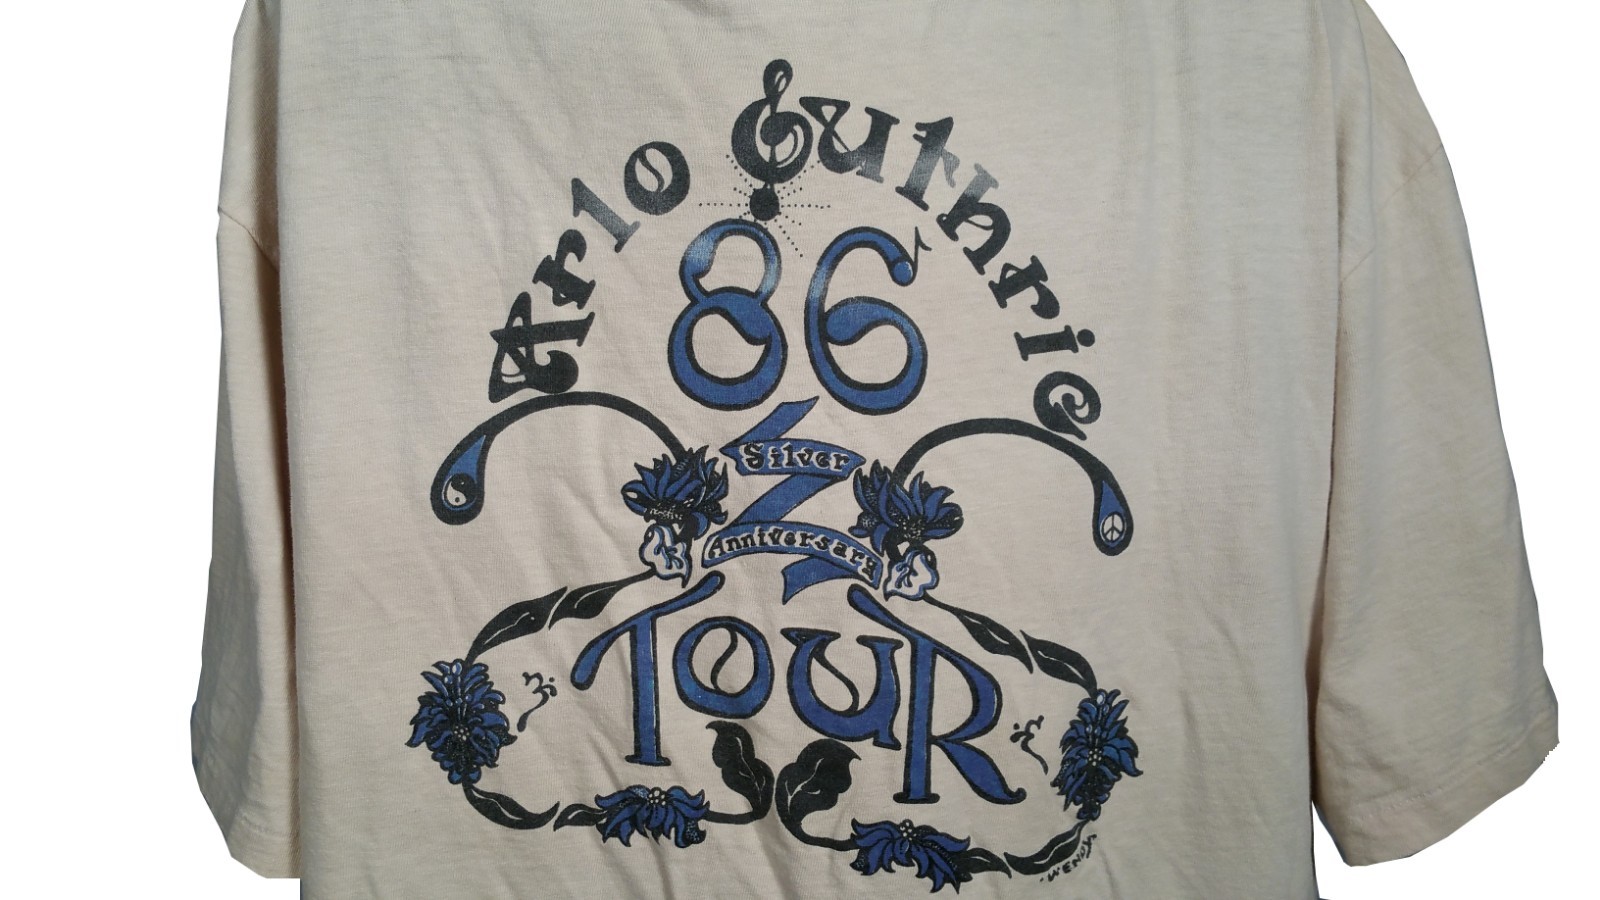 Arlo Guthrie
86
Silver
Anniversary
TOUR
ॐ
WENDY